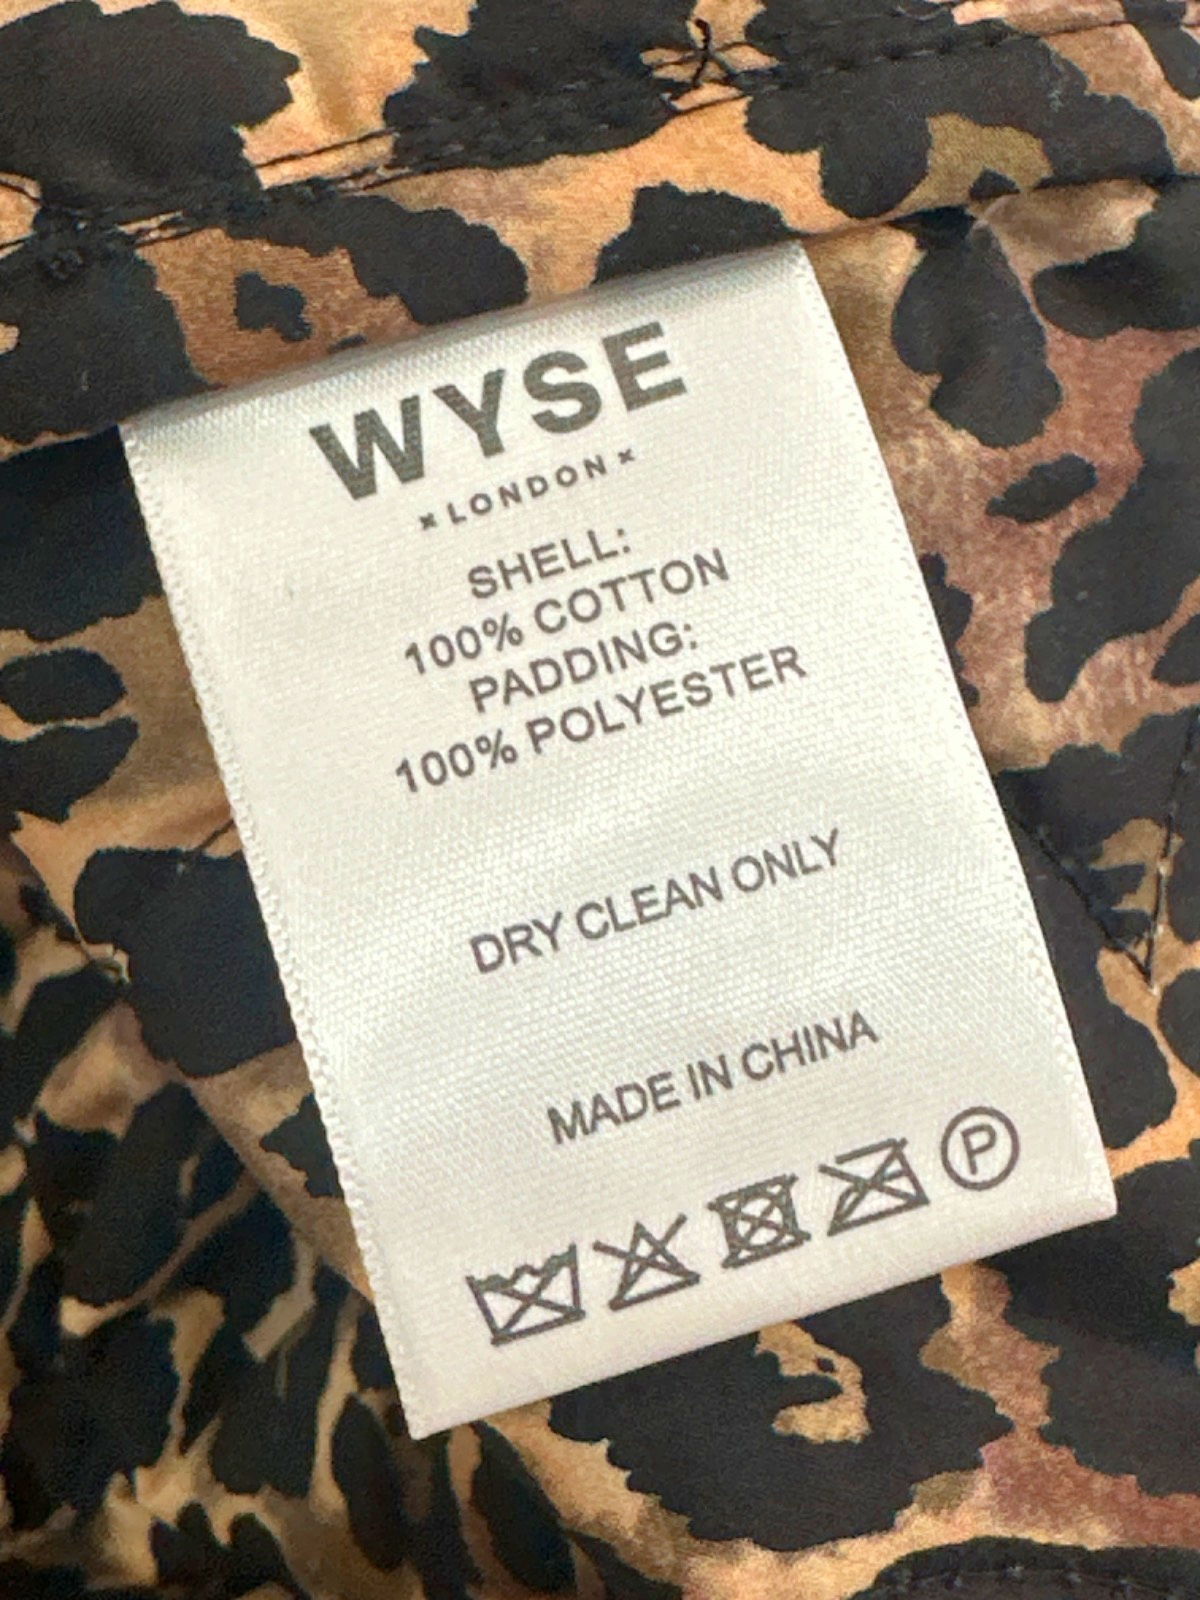 WYSE
×LONDON×
SHELL:
100% COTTON
PADDING:
100% POLYESTER
DRY CLEAN ONLY
MADE IN CHINA
P